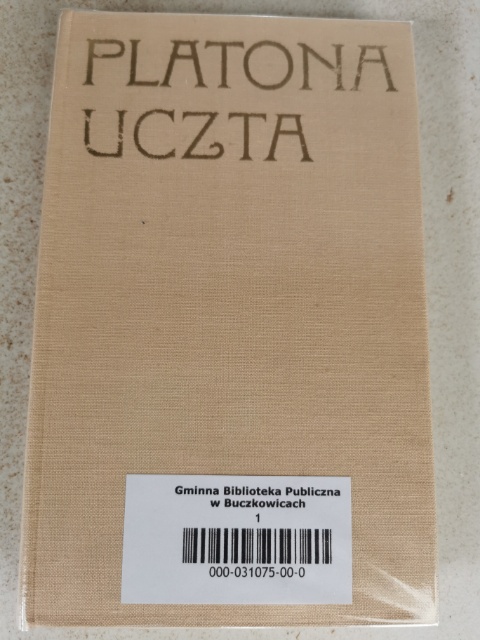 PLATONA
UCZTA
Gminna Biblioteka Publiczna
w Buczkowicach
1
000-031075-00-0